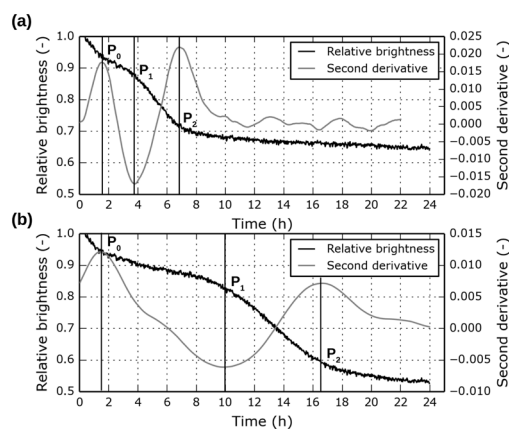 (a)
1.0
0.9
0.8
0.7
0.6
0.5
Relative brightness (-)
P0
P1
P2
Relative brightness
Second derivative
0.025
0.020
0.015
0.010
0.005
0.000
−0.005
−0.010
−0.015
−0.020
Second derivative (-)
0 2 4 6 8 10 12 14 16 18 20 22 24
Time (h)
(b)
1.0
0.9
0.8
0.7
0.6
0.5
Relative brightness (-)
P0
P1
P2
Relative brightness
Second derivative
0.015
0.010
0.005
0.000
−0.005
−0.010
Second derivative (-)
0 2 4 6 8 10 12 14 16 18 20 22 24
Time (h)